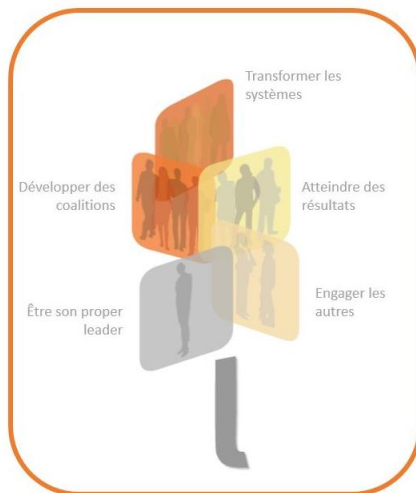 Transformer les
systèmes
Développer des
coalitions
Atteindre des
résultats
Engager les
autres
Être son proper
leader